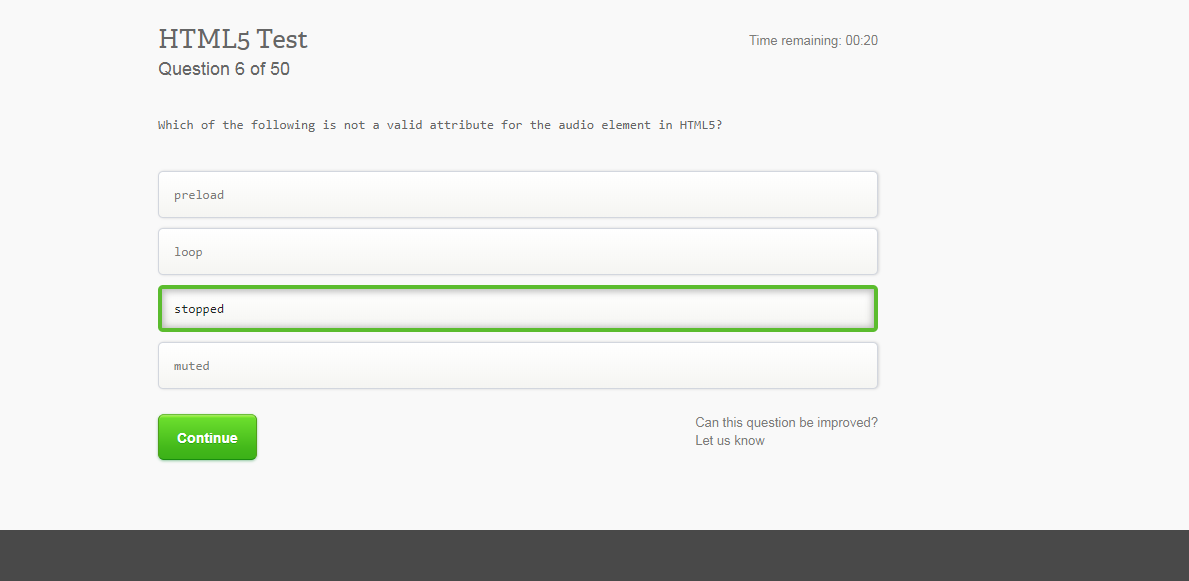 HTML5 Test
Time remaining: 00:20
Question 6 of 50
Which of the following is not a valid attribute for the audio element in HTML5?
preload
loop
stopped
muted
Continue
Can this question be improved?
Let us know